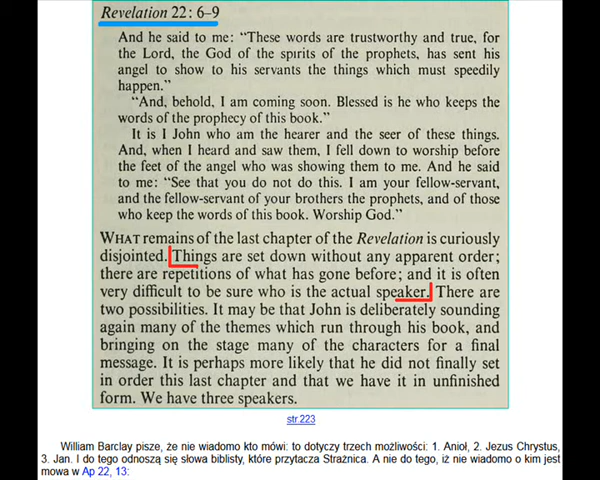 Revelation 22: 6–9
And he said to me: “These words are trustworthy and true, for
the Lord, the God of the spirits of the prophets, has sent his
angel to show to his servants the things which must speedily
happen.”
“And, behold, I am coming soon. Blessed is he who keeps the
words of the prophecy of this book.”
It is I John who am the hearer and the seer of these things.
And, when I heard and saw them, I fell down to worship before
the feet of the angel who was showing them to me. And he said
to me: “See that you do not do this. I am your fellow-servant,
and the fellow-servant of your brothers the prophets, and of those
who keep the words of this book. Worship God.”
WHAT remains of the last chapter of the Revelation is curiously
disjointed. Things are set down without any apparent order;
there are repetitions of what has gone before; and it is often
very difficult to be sure who is the actual speaker. There are
two possibilities. It may be that John is deliberately sounding
again many of the themes which run through his book, and
bringing on the stage many of the characters for a final
message. It is perhaps more likely that he did not finally set
in order this last chapter and that we have it in unfinished
form. We have three speakers.
str.223
William Barclay pisze, że nie wiadomo kto mówi: to dotyczy trzech możliwości: 1. Anioł, 2. Jezus Chrystus,
3. Jan. I do tego odnoszą się słowa biblisty, które przytacza Strażnica. A nie do tego, iż nie wiadomo o kim jest
mowa w Ap 22, 13: